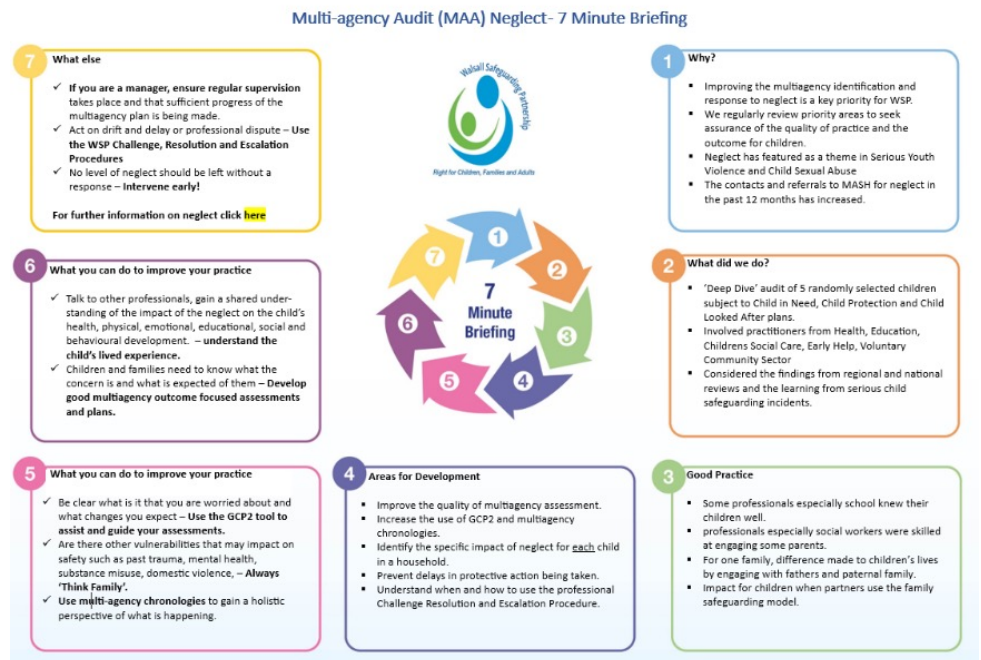 Multi-agency Audit (MAA) Neglect- 7 Minute Briefing
1
Why?
Improving the multiagency identification and
response to neglect is a key priority for WSP.
We regularly review priority areas to seek
assurance of the quality of practice and the
outcome for children.
Neglect has featured as a theme in Serious Youth
Violence and Child Sexual Abuse
The contacts and referrals to MASH for neglect in
the past 12 months has increased.
2
What did we do?
‘Deep Dive’ audit of 5 randomly selected children
subject to Child in Need, Child Protection and Child
Looked After plans.
Involved practitioners from Health, Education,
Childrens Social Care, Early Help, Voluntary
Community Sector
Considered the findings from regional and national
reviews and the learning from serious child
safeguarding incidents.
3
Good Practice
Some professionals especially school knew their
children well.
professionals especially social workers were skilled
at engaging some parents.
For one family, difference made to children’s lives
by engaging with fathers and paternal family.
Impact for children when partners use the family
safeguarding model.
4
Areas for Development
Improve the quality of multiagency assessment.
Increase the use of GCP2 and multiagency
chronologies.
Identify the specific impact of neglect for each child
in a household.
Prevent delays in protective action being taken.
Understand when and how to use the professional
Challenge Resolution and Escalation Procedure.
5
What you can do to improve your practice
Be clear what is it that you are worried about and
what changes you expect – Use the GCP2 tool to
assist and guide your assessments.
Are there other vulnerabilities that may impact on
safety such as past trauma, mental health,
substance misuse, domestic violence, – Always
‘Think Family’.
Use multi-agency chronologies to gain a holistic
perspective of what is happening.
6
What you can do to improve your practice
Talk to other professionals, gain a shared under-
standing of the impact of the neglect on the child’s
health, physical, emotional, educational, social and
behavioural development. – understand the
child’s lived experience.
Children and families need to know what the
concern is and what is expected of them – Develop
good multiagency outcome focused assessments
and plans.
7
What else
If you are a manager, ensure regular supervision
takes place and that sufficient progress of the
multiagency plan is being made.
Act on drift and delay or professional dispute – Use
the WSP Challenge, Resolution and Escalation
Procedures
No level of neglect should be left without a
response – Intervene early!
For further information on neglect click here
Walsall Safeguarding Partnership
Right for Children, Families and Adults
7
Minute
Briefing
1
2
3
4
5
6
7